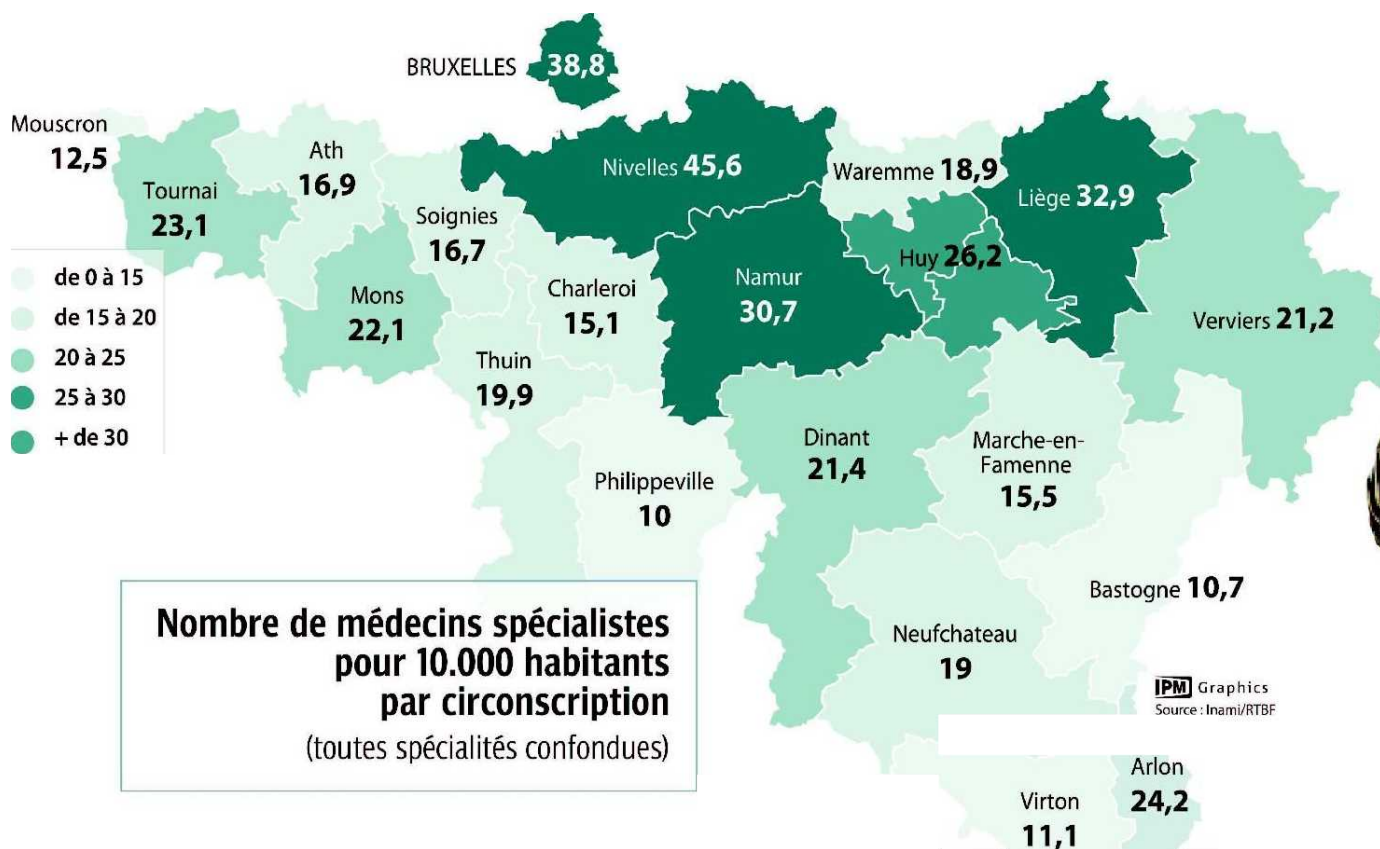 BRUXELLES 38,8
Mouscron
12,5
Ath
16,9
Tournai
23,1
Soignies
16,7
Nivelles 45,6
Waremme 18,9
Liège 32,9
Huy 26,2
Namur
30,7
Charleroi
15,1
Mons
22,1
Verviers 21,2
Thuin
19,9
de 0 à 15
de 15 à 20
20 à 25
25 à 30
+ de 30
Dinant
21,4
Marche-en-
Famenne
15,5
Philippeville
10
Bastogne 10,7
Neufchateau
19
Nombre de médecins spécialistes
pour 10.000 habitants
par circonscription
(toutes spécialités confondues)
IPM Graphics
Source : Inami/RTBF
Arlon
24,2
Virton
11,1